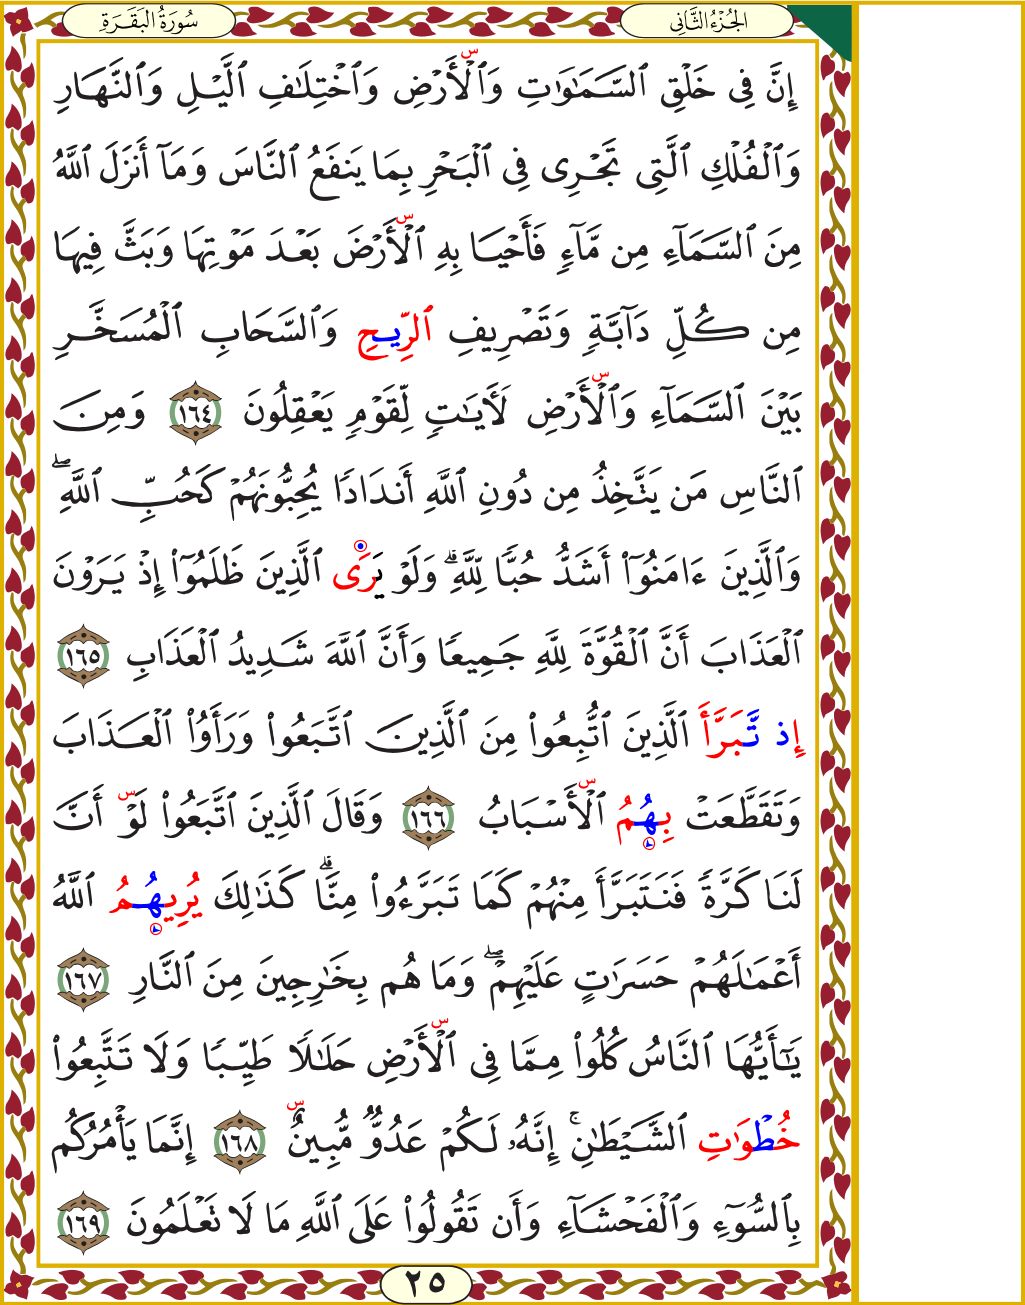 الجُزْءُ الثَّانِي
سُورَةُ البَقَرَةِ
إِنَّ فِى خَلْقِ ٱلسَّمَـٰوَٰتِ وَٱلْأَرْضِ وَٱخْتِلَـٰفِ ٱلَّيْلِ وَٱلنَّهَارِ
وَٱلْفُلْكِ ٱلَّتِى تَجْرِى فِى ٱلْبَحْرِ بِمَا يَنفَعُ ٱلنَّاسَ وَمَآ أَنزَلَ ٱللَّهُ
مِنَ ٱلسَّمَآءِ مِن مَّآءٍ فَأَحْيَا بِهِ ٱلْأَرْضَ بَعْدَ مَوْتِهَا وَبَثَّ فِيهَا
مِن كُلِّ دَآبَّةٍ وَتَصْرِيفِ ٱلرِّيحِ وَٱلسَّحَابِ ٱلْمُسَخَّرِ
بَيْنَ ٱلسَّمَآءِ وَٱلْأَرْضِ لَـَٔايَـٰتٍ لِّقَوْمٍ يَعْقِلُونَ ١٦٤ وَمِنَ
ٱلنَّاسِ مَن يَتَّخِذُ مِن دُونِ ٱللَّهِ أَندَادًا يُحِبُّونَهُمْ كَحُبِّ ٱللَّهِ ۖ
وَٱلَّذِينَ ءَامَنُوٓا۟ أَشَدُّ حُبًّا لِّلَّهِ ۗ وَلَوْ يَرَى ٱلَّذِينَ ظَلَمُوٓا۟ إِذْ يَرَوْنَ
ٱلْعَذَابَ أَنَّ ٱلْقُوَّةَ لِلَّهِ جَمِيعًا وَأَنَّ ٱللَّهَ شَدِيدُ ٱلْعَذَابِ ١٦٥
إِذ تَّبَرَّأَ ٱلَّذِينَ ٱتُّبِعُوا۟ مِنَ ٱلَّذِينَ ٱتَّبَعُوا۟ وَرَأَوُا۟ ٱلْعَذَابَ
وَتَقَطَّعَتْ بِهُمُ ٱلْأَسْبَابُ ١٦٦ وَقَالَ ٱلَّذِينَ ٱتَّبَعُوا۟ لَوْ أَنَّ
لَنَا كَرَّةً فَنَتَبَرَّأَ مِنْهُمْ كَمَا تَبَرَّءُوا۟ مِنَّا ۗ كَذَٰلِكَ يُرِيهُمُ ٱللَّهُ
أَعْمَـٰلَهُمْ حَسَرَٰتٍ عَلَيْهِمْ ۖ وَمَا هُم بِخَـٰرِجِينَ مِنَ ٱلنَّارِ ١٦٧
يَـٰٓأَيُّهَا ٱلنَّاسُ كُلُوا۟ مِمَّا فِى ٱلْأَرْضِ حَلَـٰلًا طَيِّبًا وَلَا تَتَّبِعُوا۟
خُطْوَٰتِ ٱلشَّيْطَـٰنِ ۚ إِنَّهُۥ لَكُمْ عَدُوٌّ مُّبِينٌ ١٦٨ إِنَّمَا يَأْمُرُكُم
بِٱلسُّوٓءِ وَٱلْفَحْشَآءِ وَأَن تَقُولُوا۟ عَلَى ٱللَّهِ مَا لَا تَعْلَمُونَ ١٦٩
٢٥